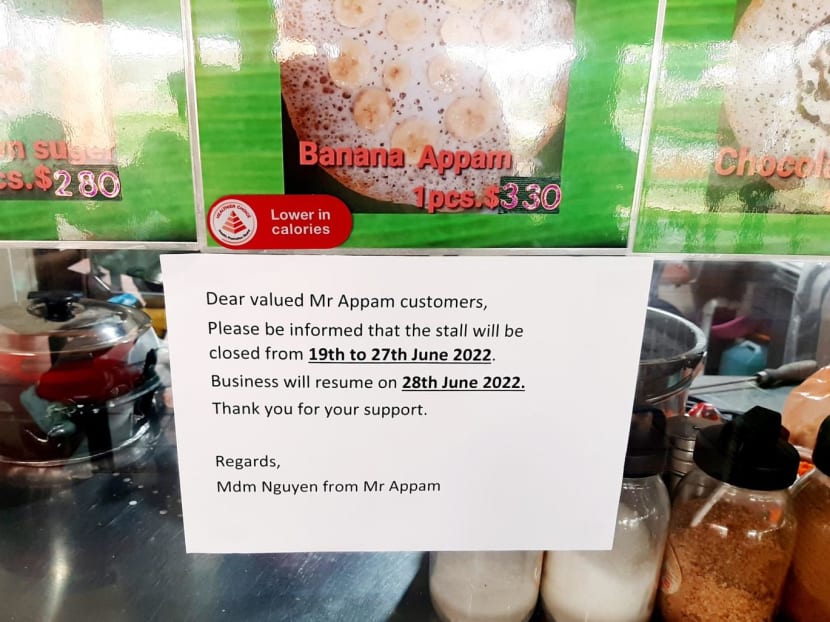 Banana Appam
1pcs.$3.30
cs.$2.80
HEALTHIER CHOICE
Lower in
calories
Dear valued Mr Appam customers,
Please be informed that the stall will be
closed from 19th to 27th June 2022.
Business will resume on 28th June 2022.
Thank you for your support.
Regards,
Mdm Nguyen from Mr Appam